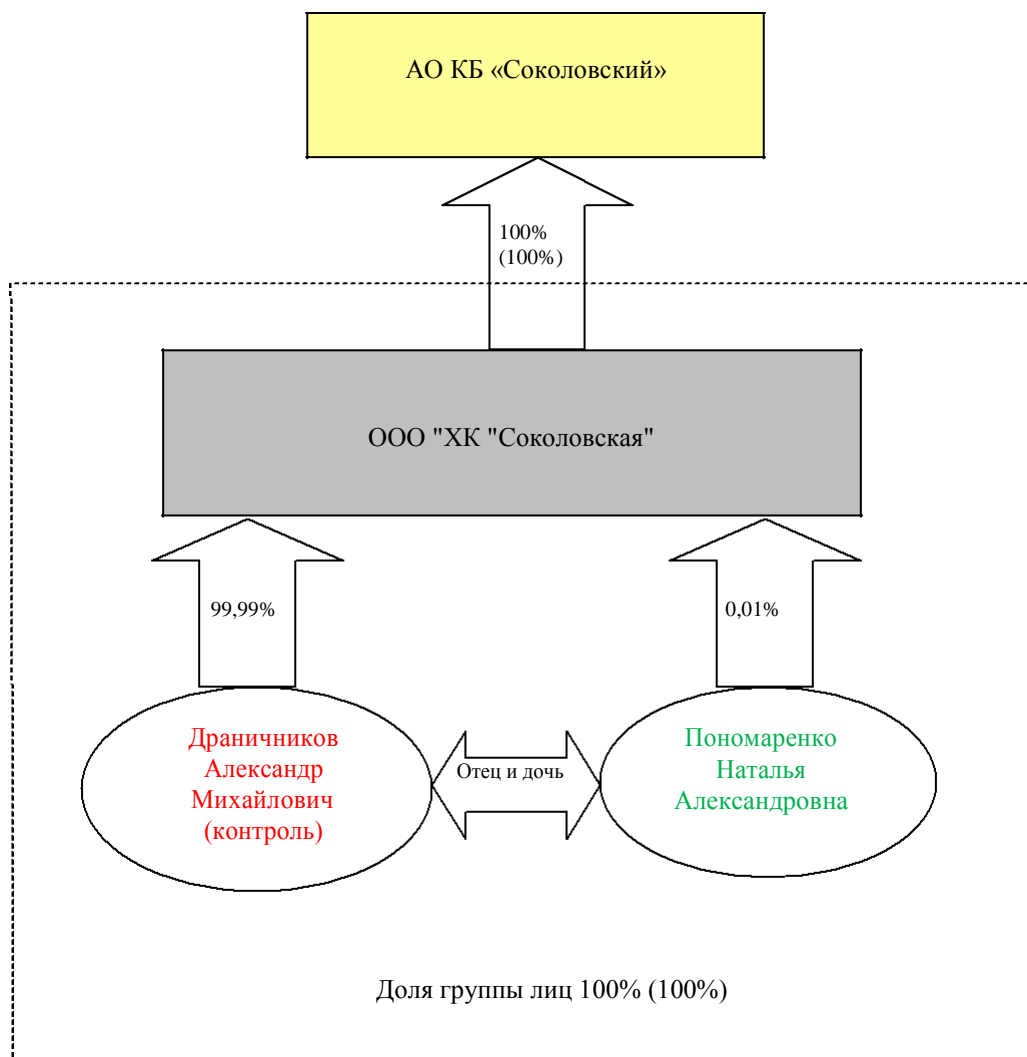 АО КБ «Соколовский»
100%
(100%)
ООО "ХК "Соколовская"
99,99%
0,01%
Драничников
Александр
Михайлович
(контроль)
Отец и дочь
Пономаренко
Наталья
Александровна
Доля группы лиц 100% (100%)